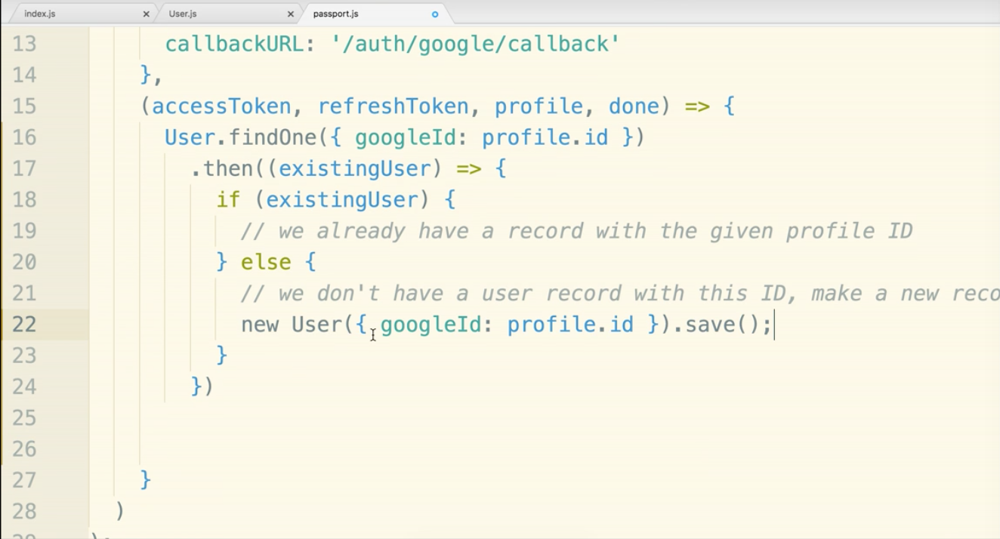 index.js × User.js × passport.js
13 callbackURL: '/auth/google/callback'
14 },
15 (accessToken, refreshToken, profile, done) => {
16 User.findOne({ googleId: profile.id })
17 .then((existingUser) => {
18 if (existingUser) {
19 // we already have a record with the given profile ID
20 } else {
21 // we don't have a user record with this ID, make a new reco
22 new User({ googleId: profile.id }).save();
23 }
24 })
25
26
27 }
28 )